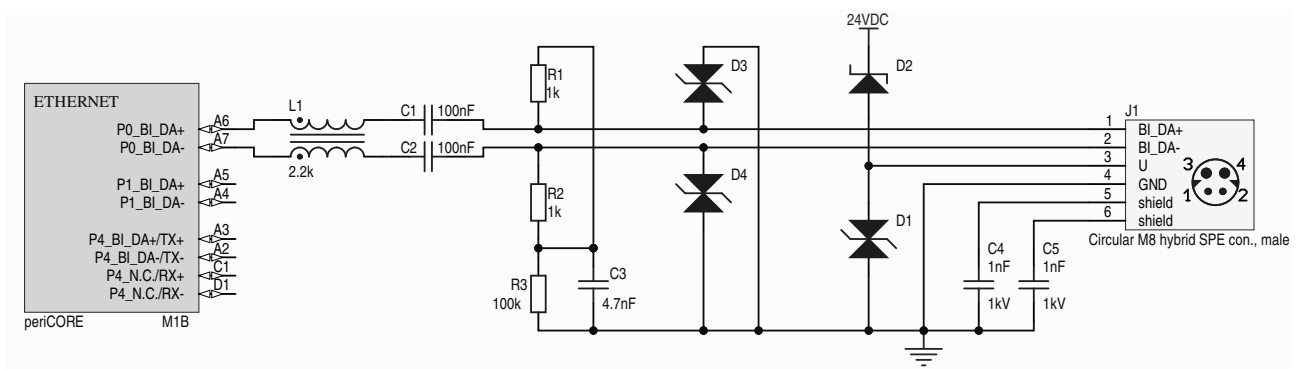 24VDC
D3
D2
R1
1k
J1
ETHERNET
L1
C1 100nF
A6
P0_BI_DA+
1 BI_DA+
A7
P0_BI_DA-
C2 100nF
2 BI_DA-
2.2k
3 U
3 4
D4
A5
P1_BI_DA+
4 GND
A4
P1_BI_DA-
R2
1k
5 shield
1 2
6 shield
D1
A3
P4_BI_DA+/TX+
Circular M8 hybrid SPE con., male
A2
P4_BI_DA-/TX-
C4 C5
C1
P4_N.C./RX+
1nF 1nF
D1
P4_N.C./RX-
R3
100k
C3
4.7nF
1kV 1kV
periCORE M1B